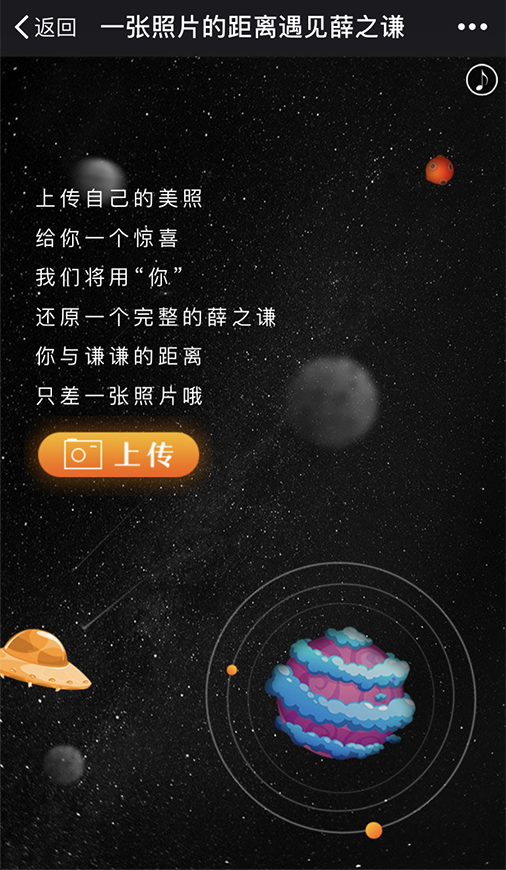 返回
一张照片的距离遇见薛之谦
上传自己的美照
给你一个惊喜
我们将用“你”
还原一个完整的薛之谦
你与谦谦的距离
只差一张照片哦
上传